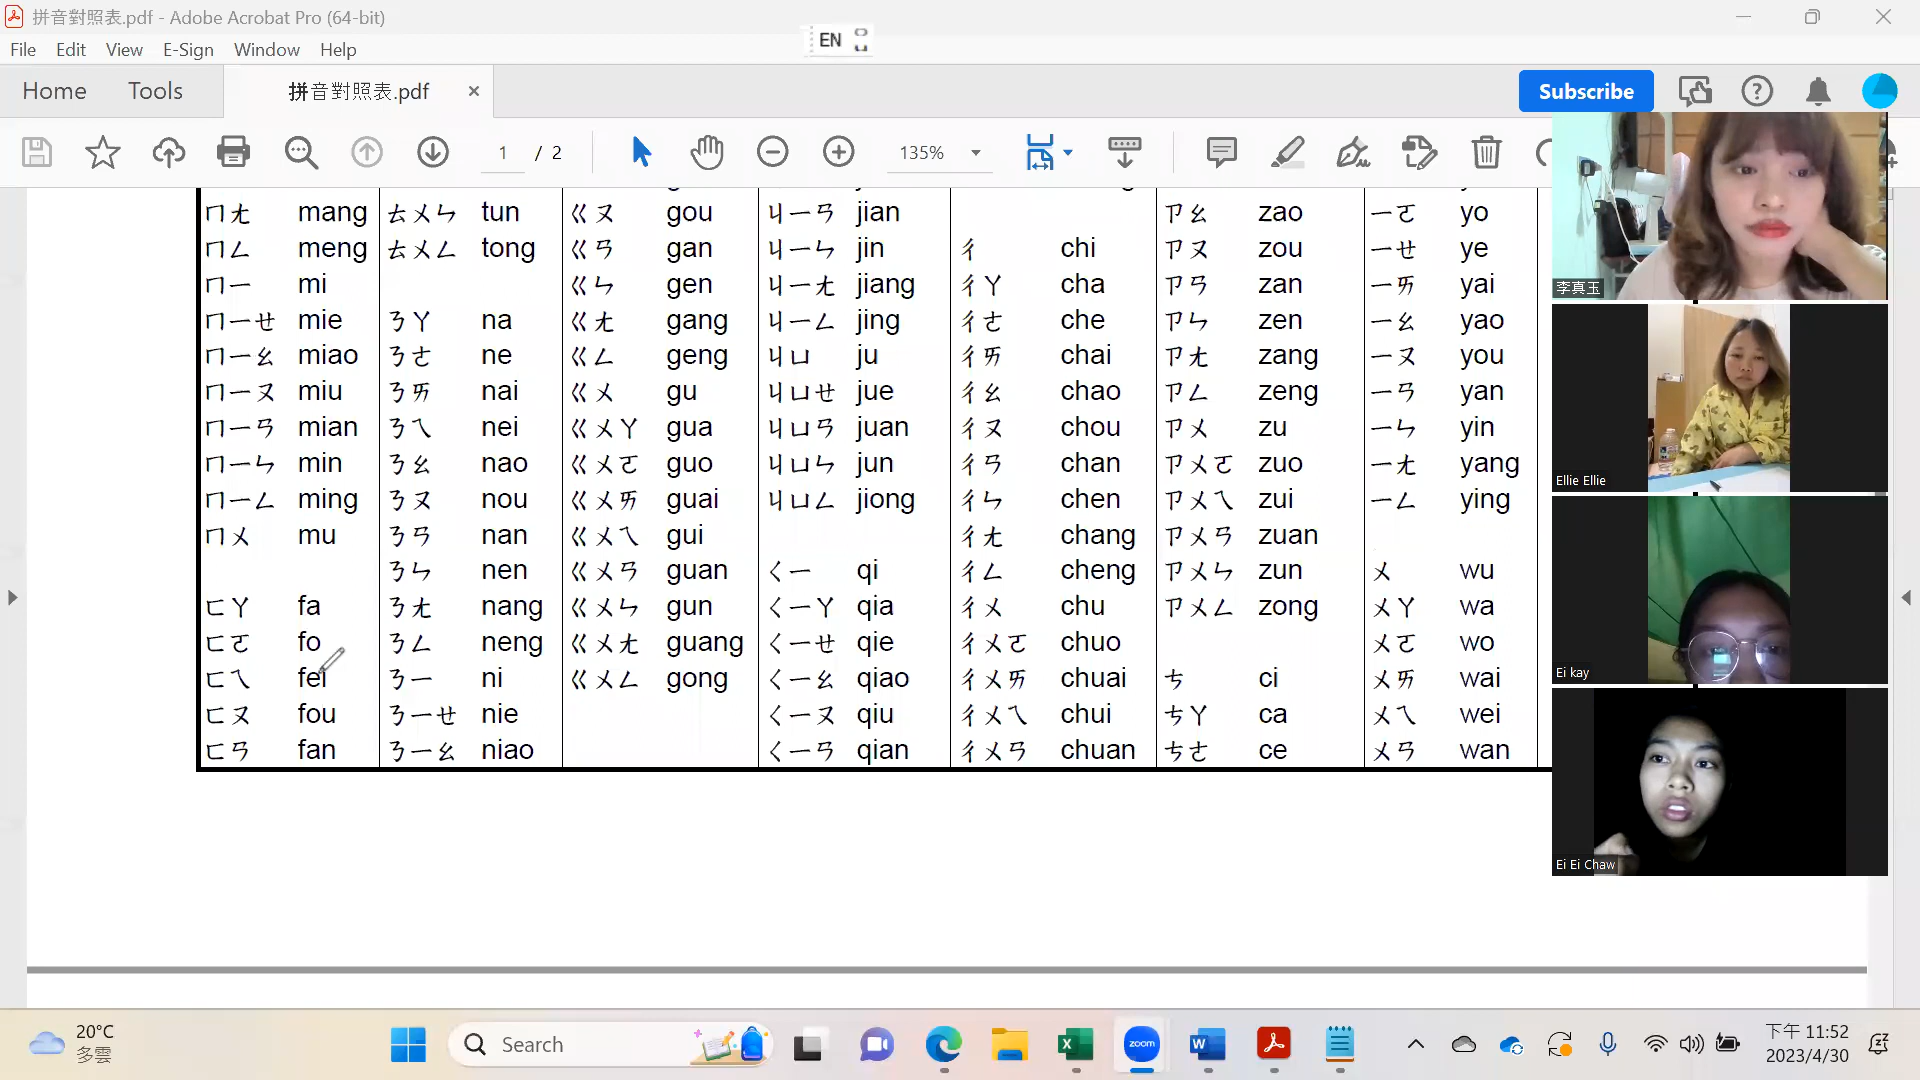 拼音對照表.pdf - Adobe Acrobat Pro (64-bit)
File Edit View E-Sign Window Help
EN
Home Tools 拼音對照表.pdf × Subscribe
1 / 2 135%
ㄇㄤ mang ㄊㄨㄣ tun ㄍㄡ gou ㄐㄧㄢ jian ㄗㄠ zao ㄧㄛ yo
ㄇㄥ meng ㄊㄨㄥ tong ㄍㄢ gan ㄐㄧㄣ jin ㄔ chi ㄗㄡ zou ㄧㄝ ye
ㄇㄧ mi ㄍㄣ gen ㄐㄧㄤ jiang ㄔㄚ cha ㄗㄢ zan ㄧㄞ yai
ㄇㄧㄝ mie ㄋㄚ na ㄍㄤ gang ㄐㄧㄥ jing ㄔㄜ che ㄗㄣ zen ㄧㄠ yao
ㄇㄧㄠ miao ㄋㄜ ne ㄍㄥ geng ㄐㄩ ju ㄔㄞ chai ㄗㄤ zang ㄧㄡ you
ㄇㄧㄡ miu ㄋㄞ nai ㄍㄨ gu ㄐㄩㄝ jue ㄔㄠ chao ㄗㄥ zeng ㄧㄢ yan
ㄇㄧㄢ mian ㄋㄟ nei ㄍㄨㄚ gua ㄐㄩㄢ juan ㄔㄡ chou ㄗㄨ zu ㄧㄣ yin
ㄇㄧㄣ min ㄋㄠ nao ㄍㄨㄛ guo ㄐㄩㄣ jun ㄔㄢ chan ㄗㄨㄛ zuo ㄧㄤ yang
ㄇㄧㄥ ming ㄋㄡ nou ㄍㄨㄞ guai ㄐㄩㄥ jiong ㄔㄣ chen ㄗㄨㄟ zui ㄧㄥ ying
ㄇㄨ mu ㄋㄢ nan ㄍㄨㄟ gui ㄔㄤ chang ㄗㄨㄢ zuan
ㄋㄣ nen ㄍㄨㄢ guan ㄑㄧ qi ㄔㄥ cheng ㄗㄨㄣ zun ㄨ wu
ㄈㄚ fa ㄋㄤ nang ㄍㄨㄣ gun ㄑㄧㄚ qia ㄔㄨ chu ㄗㄨㄥ zong ㄨㄚ wa
ㄈㄛ fo ㄋㄥ neng ㄍㄨㄤ guang ㄑㄧㄝ qie ㄔㄨㄛ chuo ㄨㄛ wo
ㄈㄟ fei ㄋㄧ ni ㄍㄨㄥ gong ㄑㄧㄠ qiao ㄔㄨㄞ chuai ㄘ ci ㄨㄞ wai
ㄈㄡ fou ㄋㄧㄝ nie ㄑㄧㄡ qiu ㄔㄨㄟ chui ㄘㄚ ca ㄨㄟ wei
ㄈㄢ fan ㄋㄧㄠ niao ㄑㄧㄢ qian ㄔㄨㄢ chuan ㄘㄜ ce ㄨㄢ wan
李真玉
Ellie Ellie
Ei kay
Ei Ei Chaw
20°C
多雲
Search
zoom
下午 11:52
2023/4/30